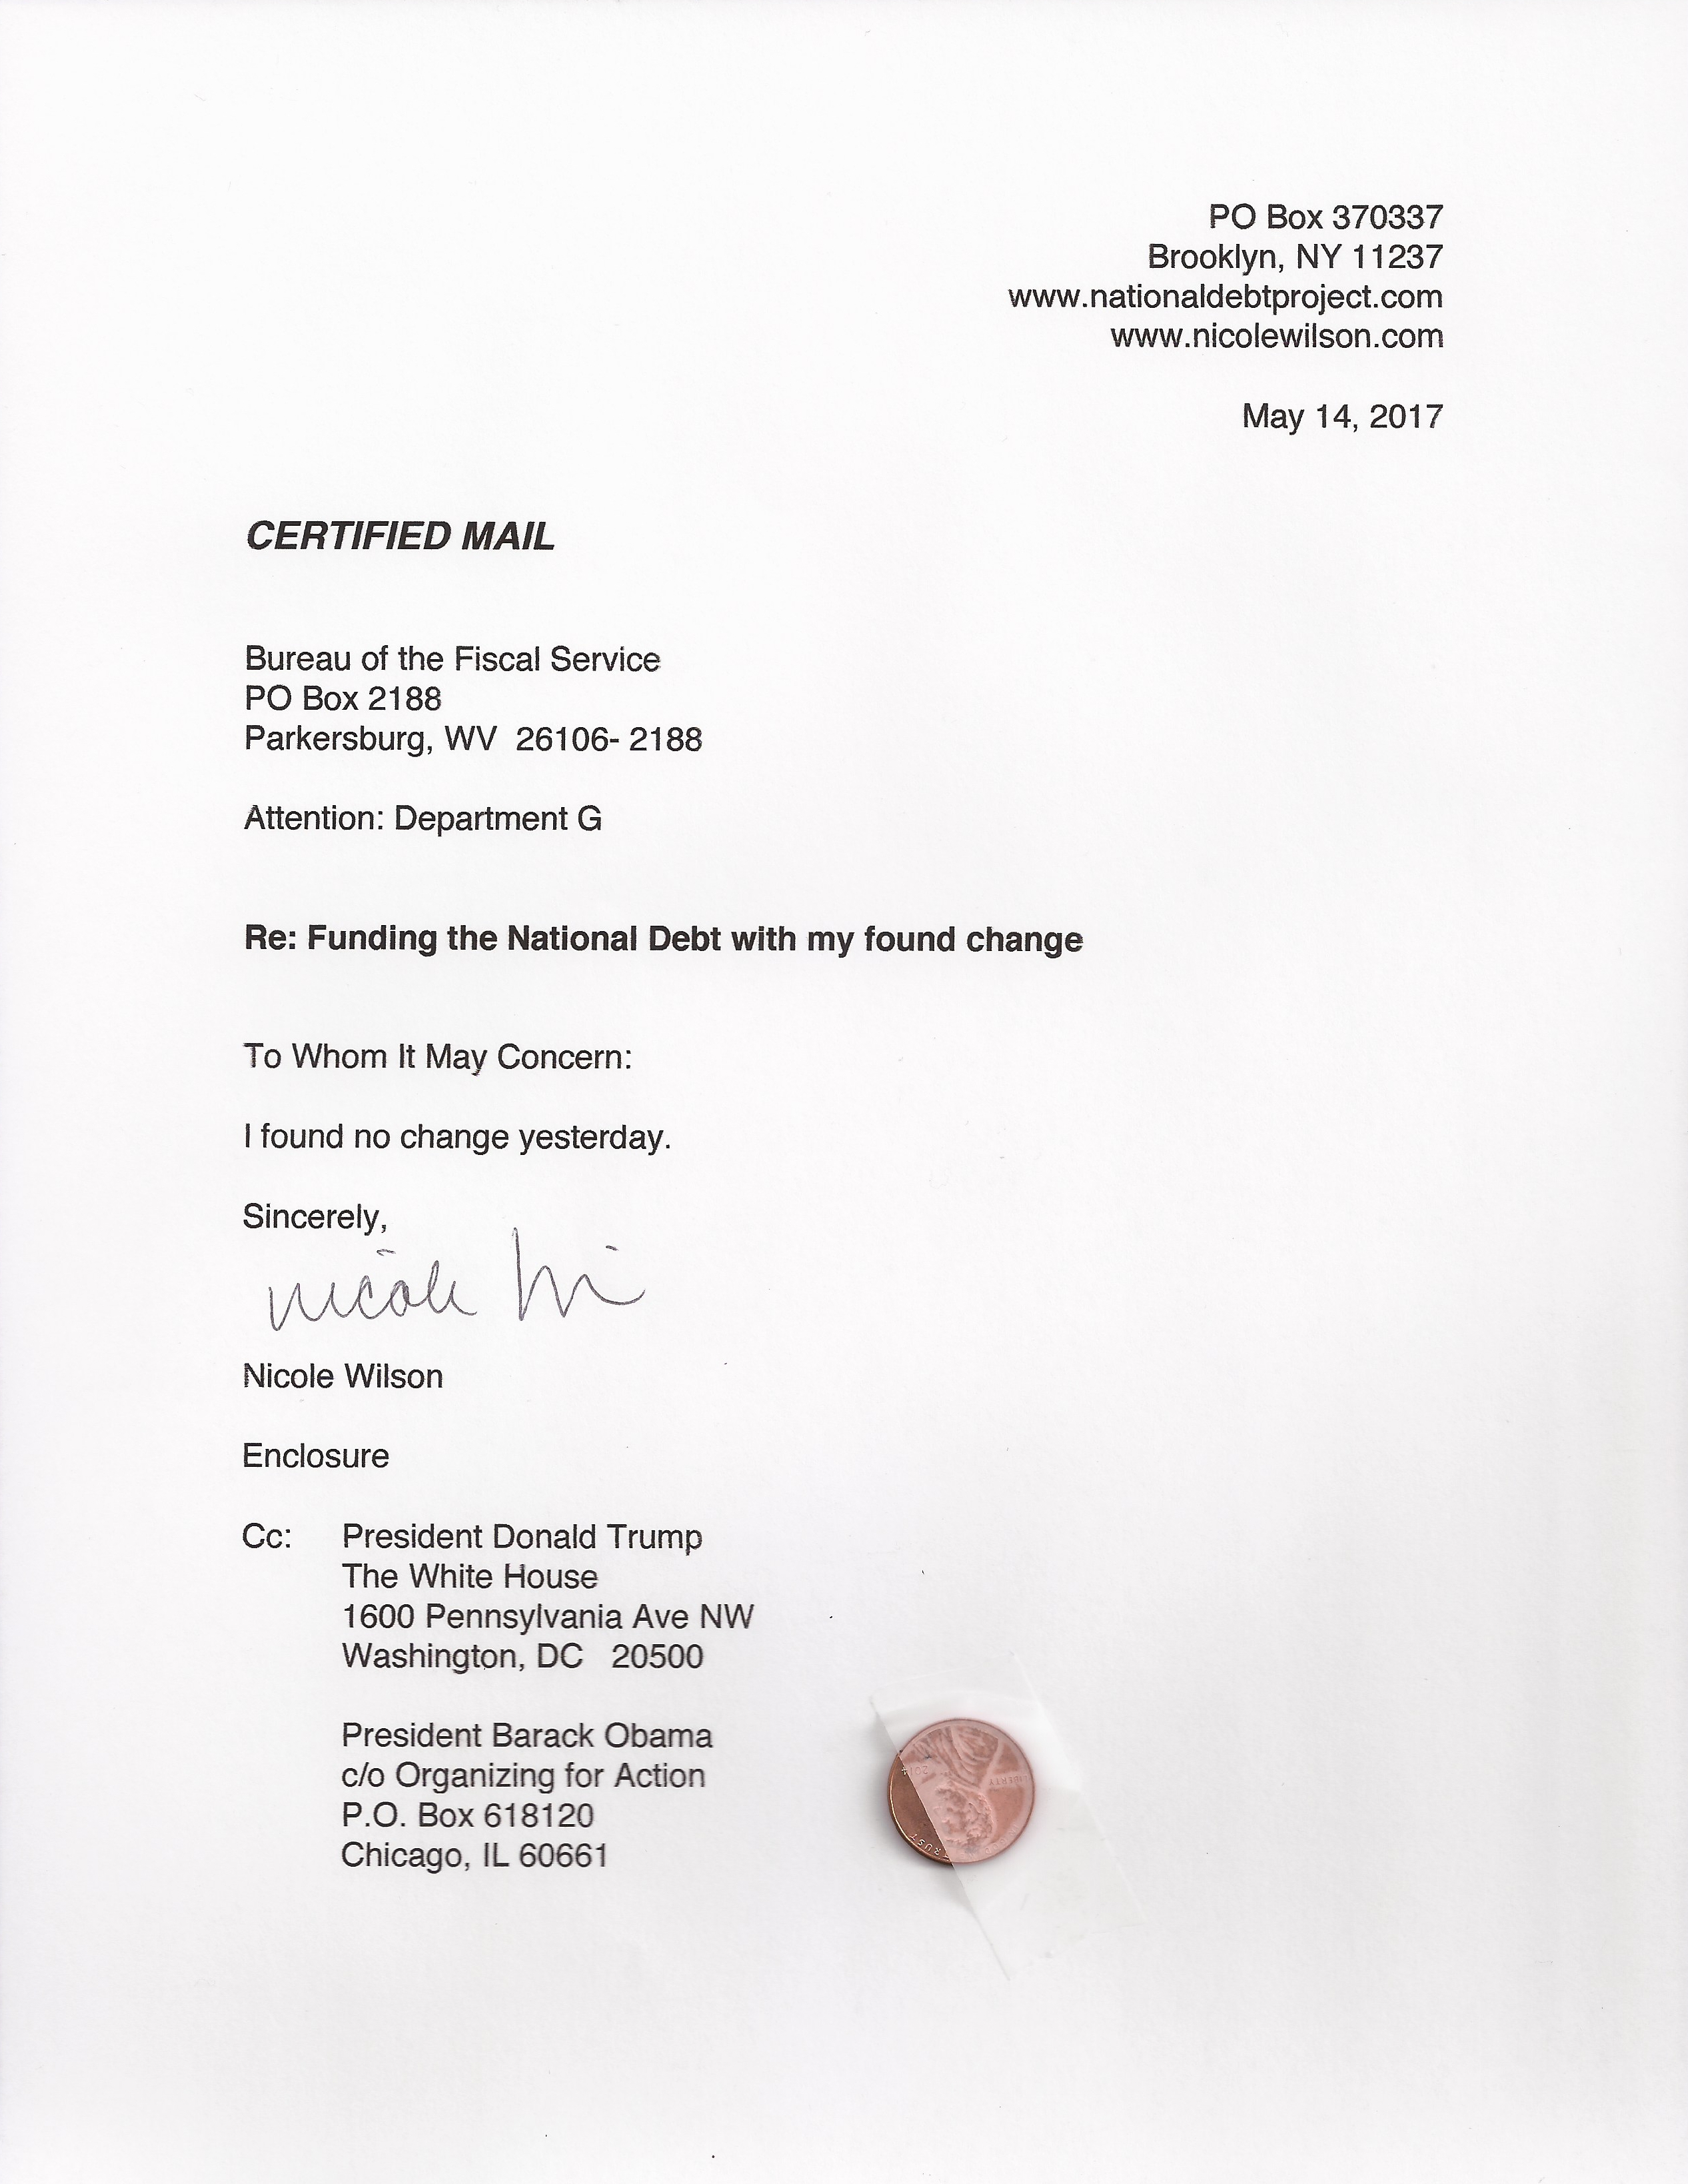 PO Box 370337
Brooklyn, NY 11237
www.nationaldebtproject.com
www.nicolewilson.com
May 14, 2017
CERTIFIED MAIL
Bureau of the Fiscal Service
PO Box 2188
Parkersburg, WV  26106- 2188
Attention: Department G
Re: Funding the National Debt with my found change
To Whom It May Concern:
I found no change yesterday.
Sincerely,
Nicole Wilson
Enclosure
Cc: President Donald Trump
The White House
1600 Pennsylvania Ave NW
Washington, DC   20500
President Barack Obama
c/o Organizing for Action
P.O. Box 618120
Chicago, IL 60661
LIBERTY
TRUST